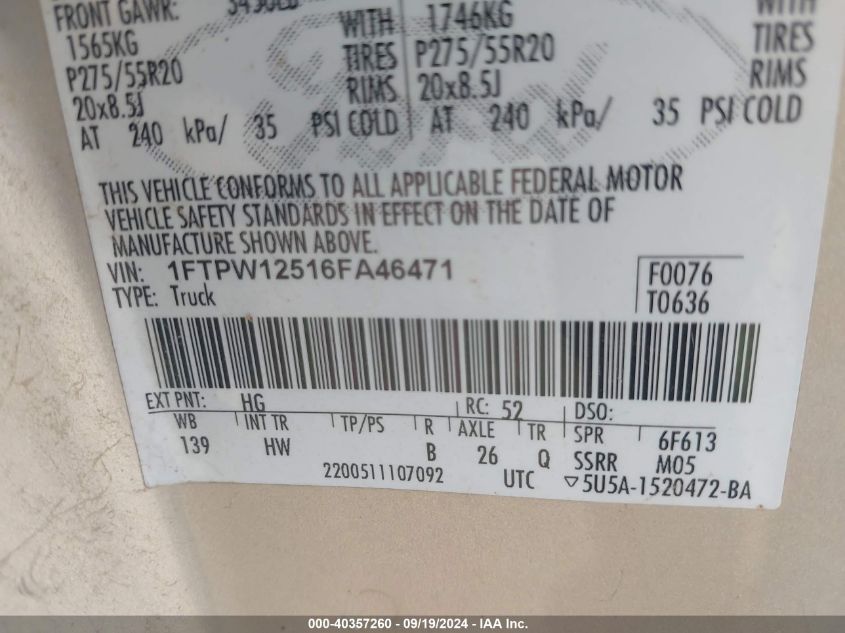 FRONT GAWR: 3450LB
1565KG WITH 1746KG WITH
P275/55R20 TIRES P275/55R20 TIRES
20x8.5J RIMS 20x8.5J RIMS
AT 240 kPa/ 35 PSI COLD AT 240 kPa/ 35 PSI COLD
THIS VEHICLE CONFORMS TO ALL APPLICABLE FEDERAL MOTOR
VEHICLE SAFETY STANDARDS IN EFFECT ON THE DATE OF
MANUFACTURE SHOWN ABOVE.
VIN: 1FTPW12516FA46471 F0076
TYPE: Truck T0636
EXT PNT: HG RC: 52 DSO:
WB INT TR TP/PS R AXLE TR SPR 6F613
139 HW B 26 Q SSRR M05
2200511107092 UTC ▽5U5A-1520472-BA
000-40357260 - 09/19/2024 - IAA Inc.